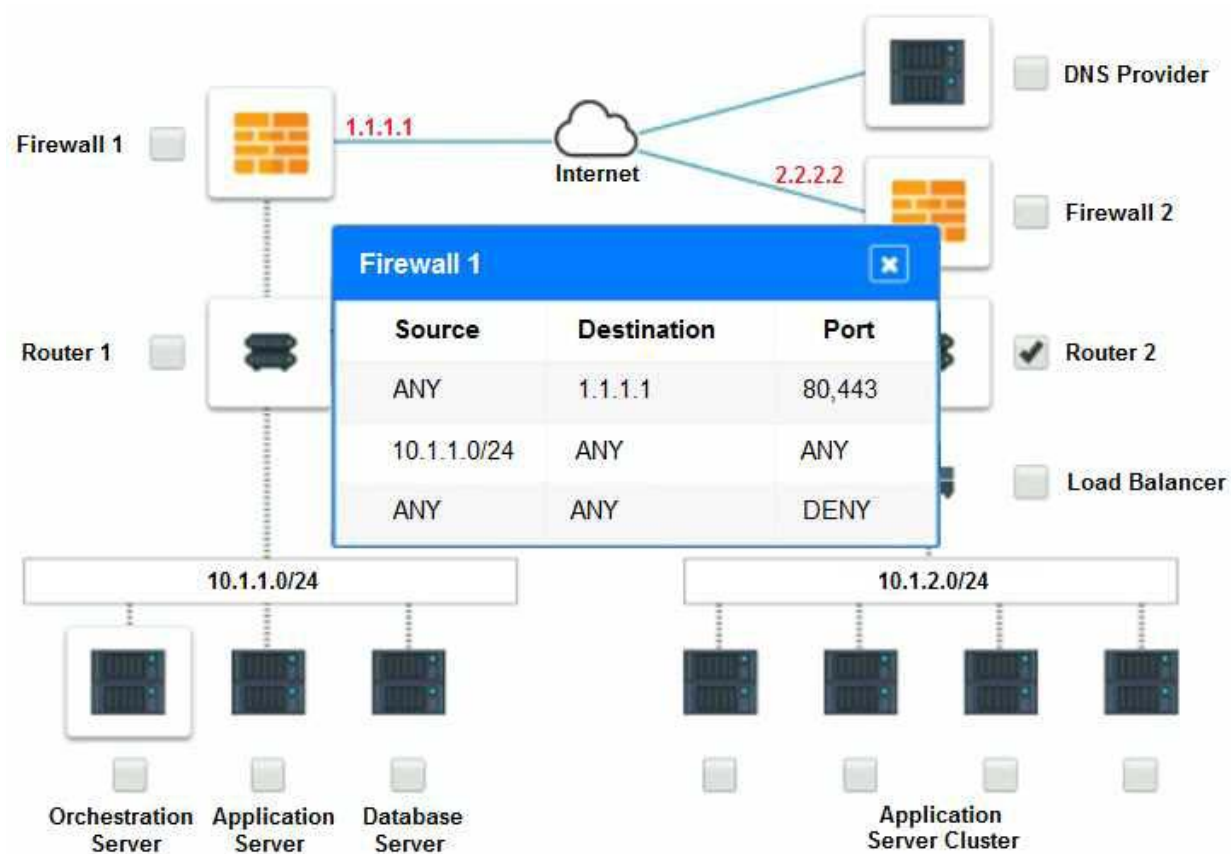 DNS Provider
Firewall 1
1.1.1.1
Internet
2.2.2.2
Firewall 2
Firewall 1
Source Destination Port
ANY 1.1.1.1 80,443
10.1.1.0/24 ANY ANY
ANY ANY DENY
Router 1
Router 2
Load Balancer
10.1.1.0/24
10.1.2.0/24
Orchestration
Server
Application
Server
Database
Server
Application
Server Cluster